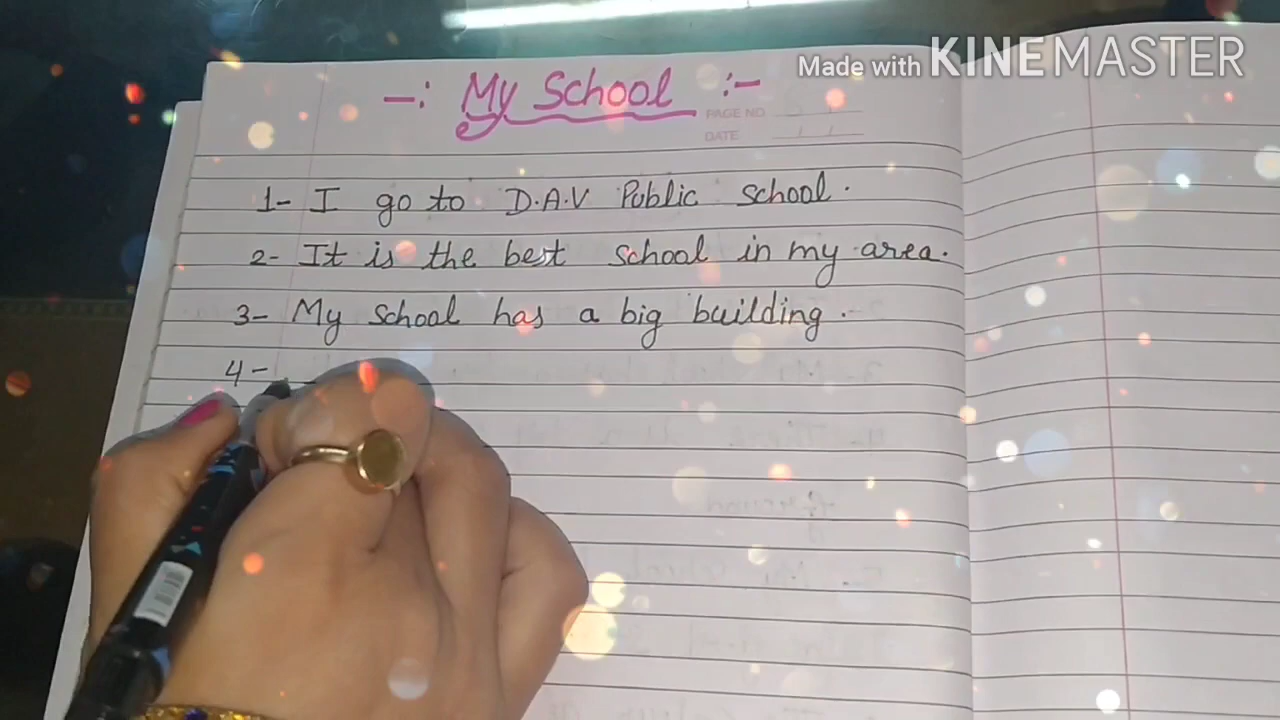 Made with KINEMASTER
-: My School :-
PAGE NO
DATE
1- I go to D.A.V Public school.
2- It is the best school in my area.
3- My school has a big building.
4-